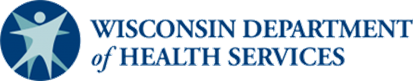 WISCONSIN DEPARTMENT
of HEALTH SERVICES